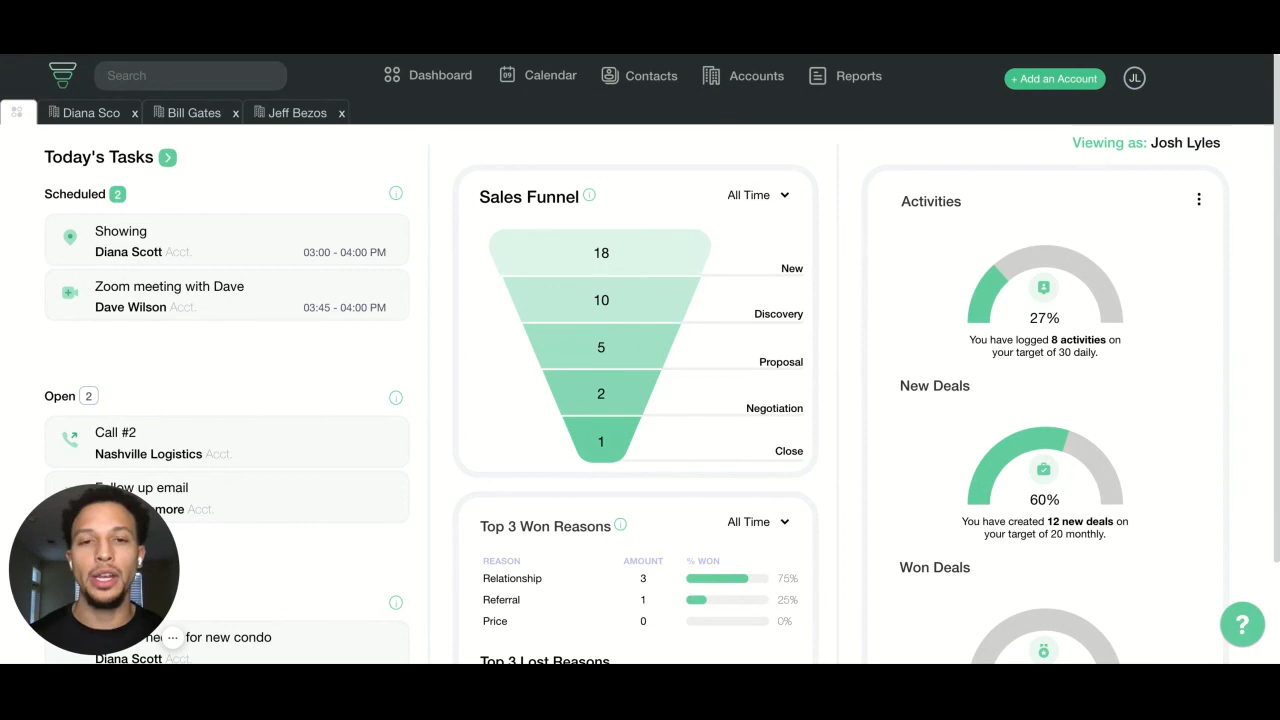 Search
Dashboard
09
Calendar
Contacts
Accounts
Reports
+ Add an Account
JL
Diana Sco x
Bill Gates x
Jeff Bezos x
Viewing as: Josh Lyles
Today's Tasks
Scheduled 2
Showing
Diana Scott Acct. 03:00 - 04:00 PM
Zoom meeting with Dave
Dave Wilson Acct. 03:45 - 04:00 PM
Open 2
Call #2
Nashville Logistics Acct.
Follow up email
more Acct.
for new condo
Diana Scott
Sales Funnel All Time
18
New
10
Discovery
5
Proposal
2
Negotiation
1
Close
Top 3 Won Reasons All Time
REASON AMOUNT % WON
Relationship 3 75%
Referral 1 25%
Price 0 0%
Top 3 Lost Reasons
Activities
27%
You have logged 8 activities on
your target of 30 daily.
New Deals
60%
You have created 12 new deals on
your target of 20 monthly.
Won Deals
?